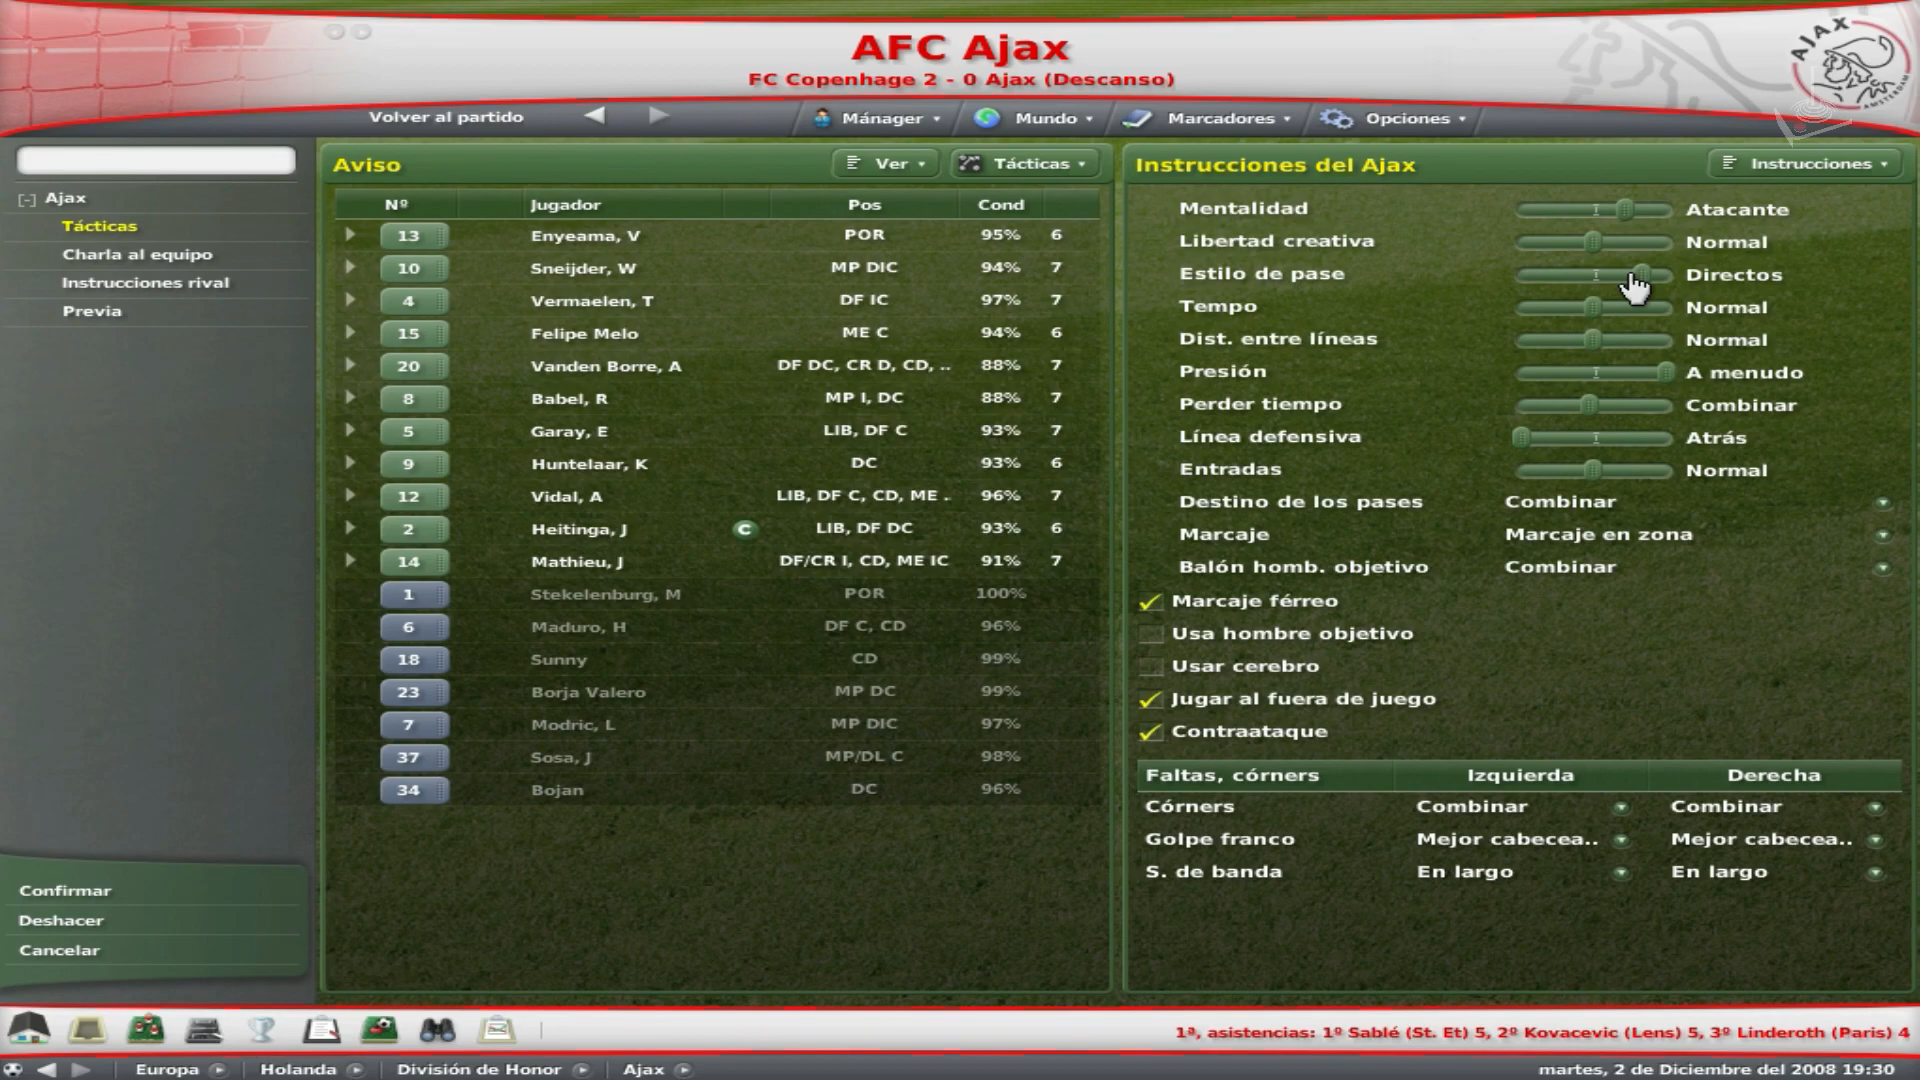 AFC Ajax
FC Copenhage 2 - 0 Ajax (Descanso)
AJAX
AMSTERDAM
Volver al partido Mánager Mundo Marcadores Opciones
[-] Ajax
Tácticas
Charla al equipo
Instrucciones rival
Previa
Confirmar
Deshacer
Cancelar
Aviso Ver Tácticas
Nº Jugador Pos Cond
13 Enyeama, V POR 95% 6
10 Sneijder, W MP DIC 94% 7
4 Vermaelen, T DF IC 97% 7
15 Felipe Melo ME C 94% 6
20 Vanden Borre, A DF DC, CR D, CD, .. 88% 7
8 Babel, R MP I, DC 88% 7
5 Garay, E LIB, DF C 93% 7
9 Huntelaar, K DC 93% 6
12 Vidal, A LIB, DF C, CD, ME . 96% 7
2 Heitinga, J C LIB, DF DC 93% 6
14 Mathieu, J DF/CR I, CD, ME IC 91% 7
1 Stekelenburg, M POR 100%
6 Maduro, H DF C, CD 96%
18 Sunny CD 99%
23 Borja Valero MP DC 99%
7 Modric, L MP DIC 97%
37 Sosa, J MP/DL C 98%
34 Bojan DC 96%
Instrucciones del Ajax Instrucciones
Mentalidad Atacante
Libertad creativa Normal
Estilo de pase Directos
Tempo Normal
Dist. entre líneas Normal
Presión A menudo
Perder tiempo Combinar
Línea defensiva Atrás
Entradas Normal
Destino de los pases Combinar
Marcaje Marcaje en zona
Balón homb. objetivo Combinar
Marcaje férreo
Usa hombre objetivo
Usar cerebro
Jugar al fuera de juego
Contraataque
Faltas, córners Izquierda Derecha
Córners Combinar Combinar
Golpe franco Mejor cabecea.. Mejor cabecea..
S. de banda En largo En largo
1ª, asistencias: 1º Sablé (St. Et) 5, 2º Kovacevic (Lens) 5, 3º Linderoth (Paris) 4
Europa Holanda División de Honor Ajax martes, 2 de Diciembre del 2008 19:30